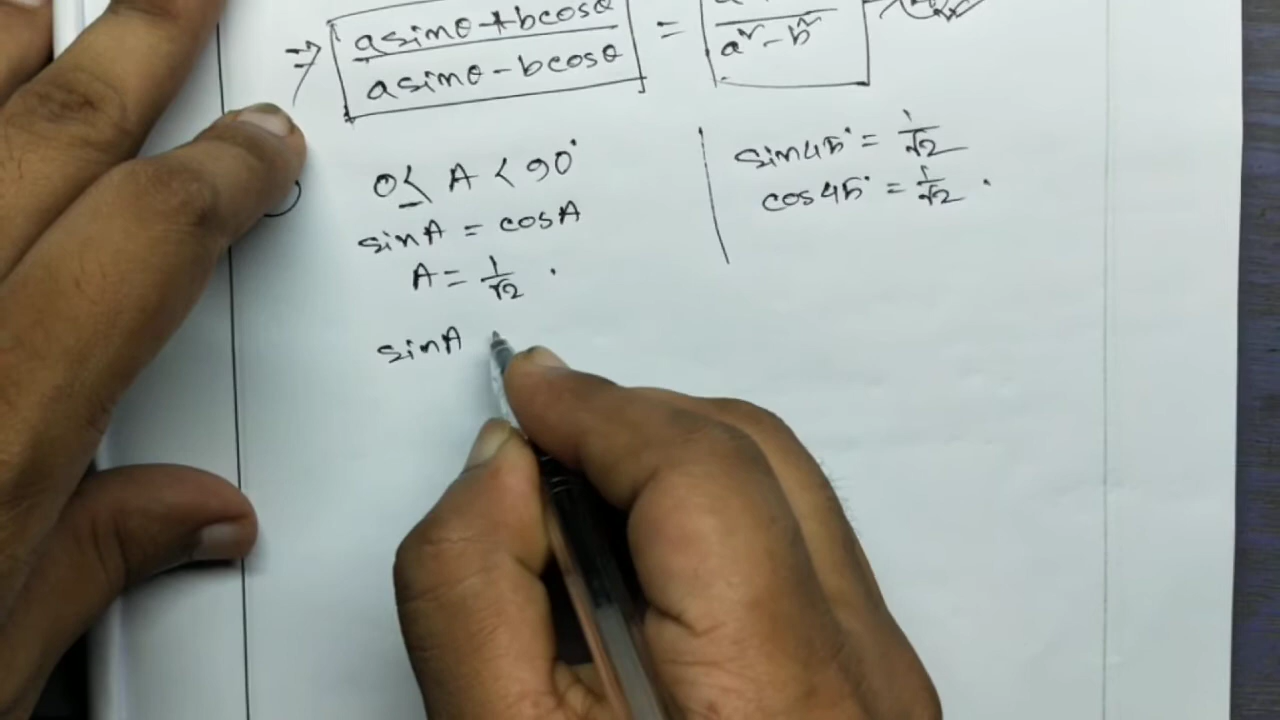 ⇒ asinθ + bcosθ / asinθ - bcosθ = / a² - b²
0 ≤ A < 90°
sinA = cosA
A = 1/√2 .
sinA
sin45° = 1/√2
cos45° = 1/√2 .